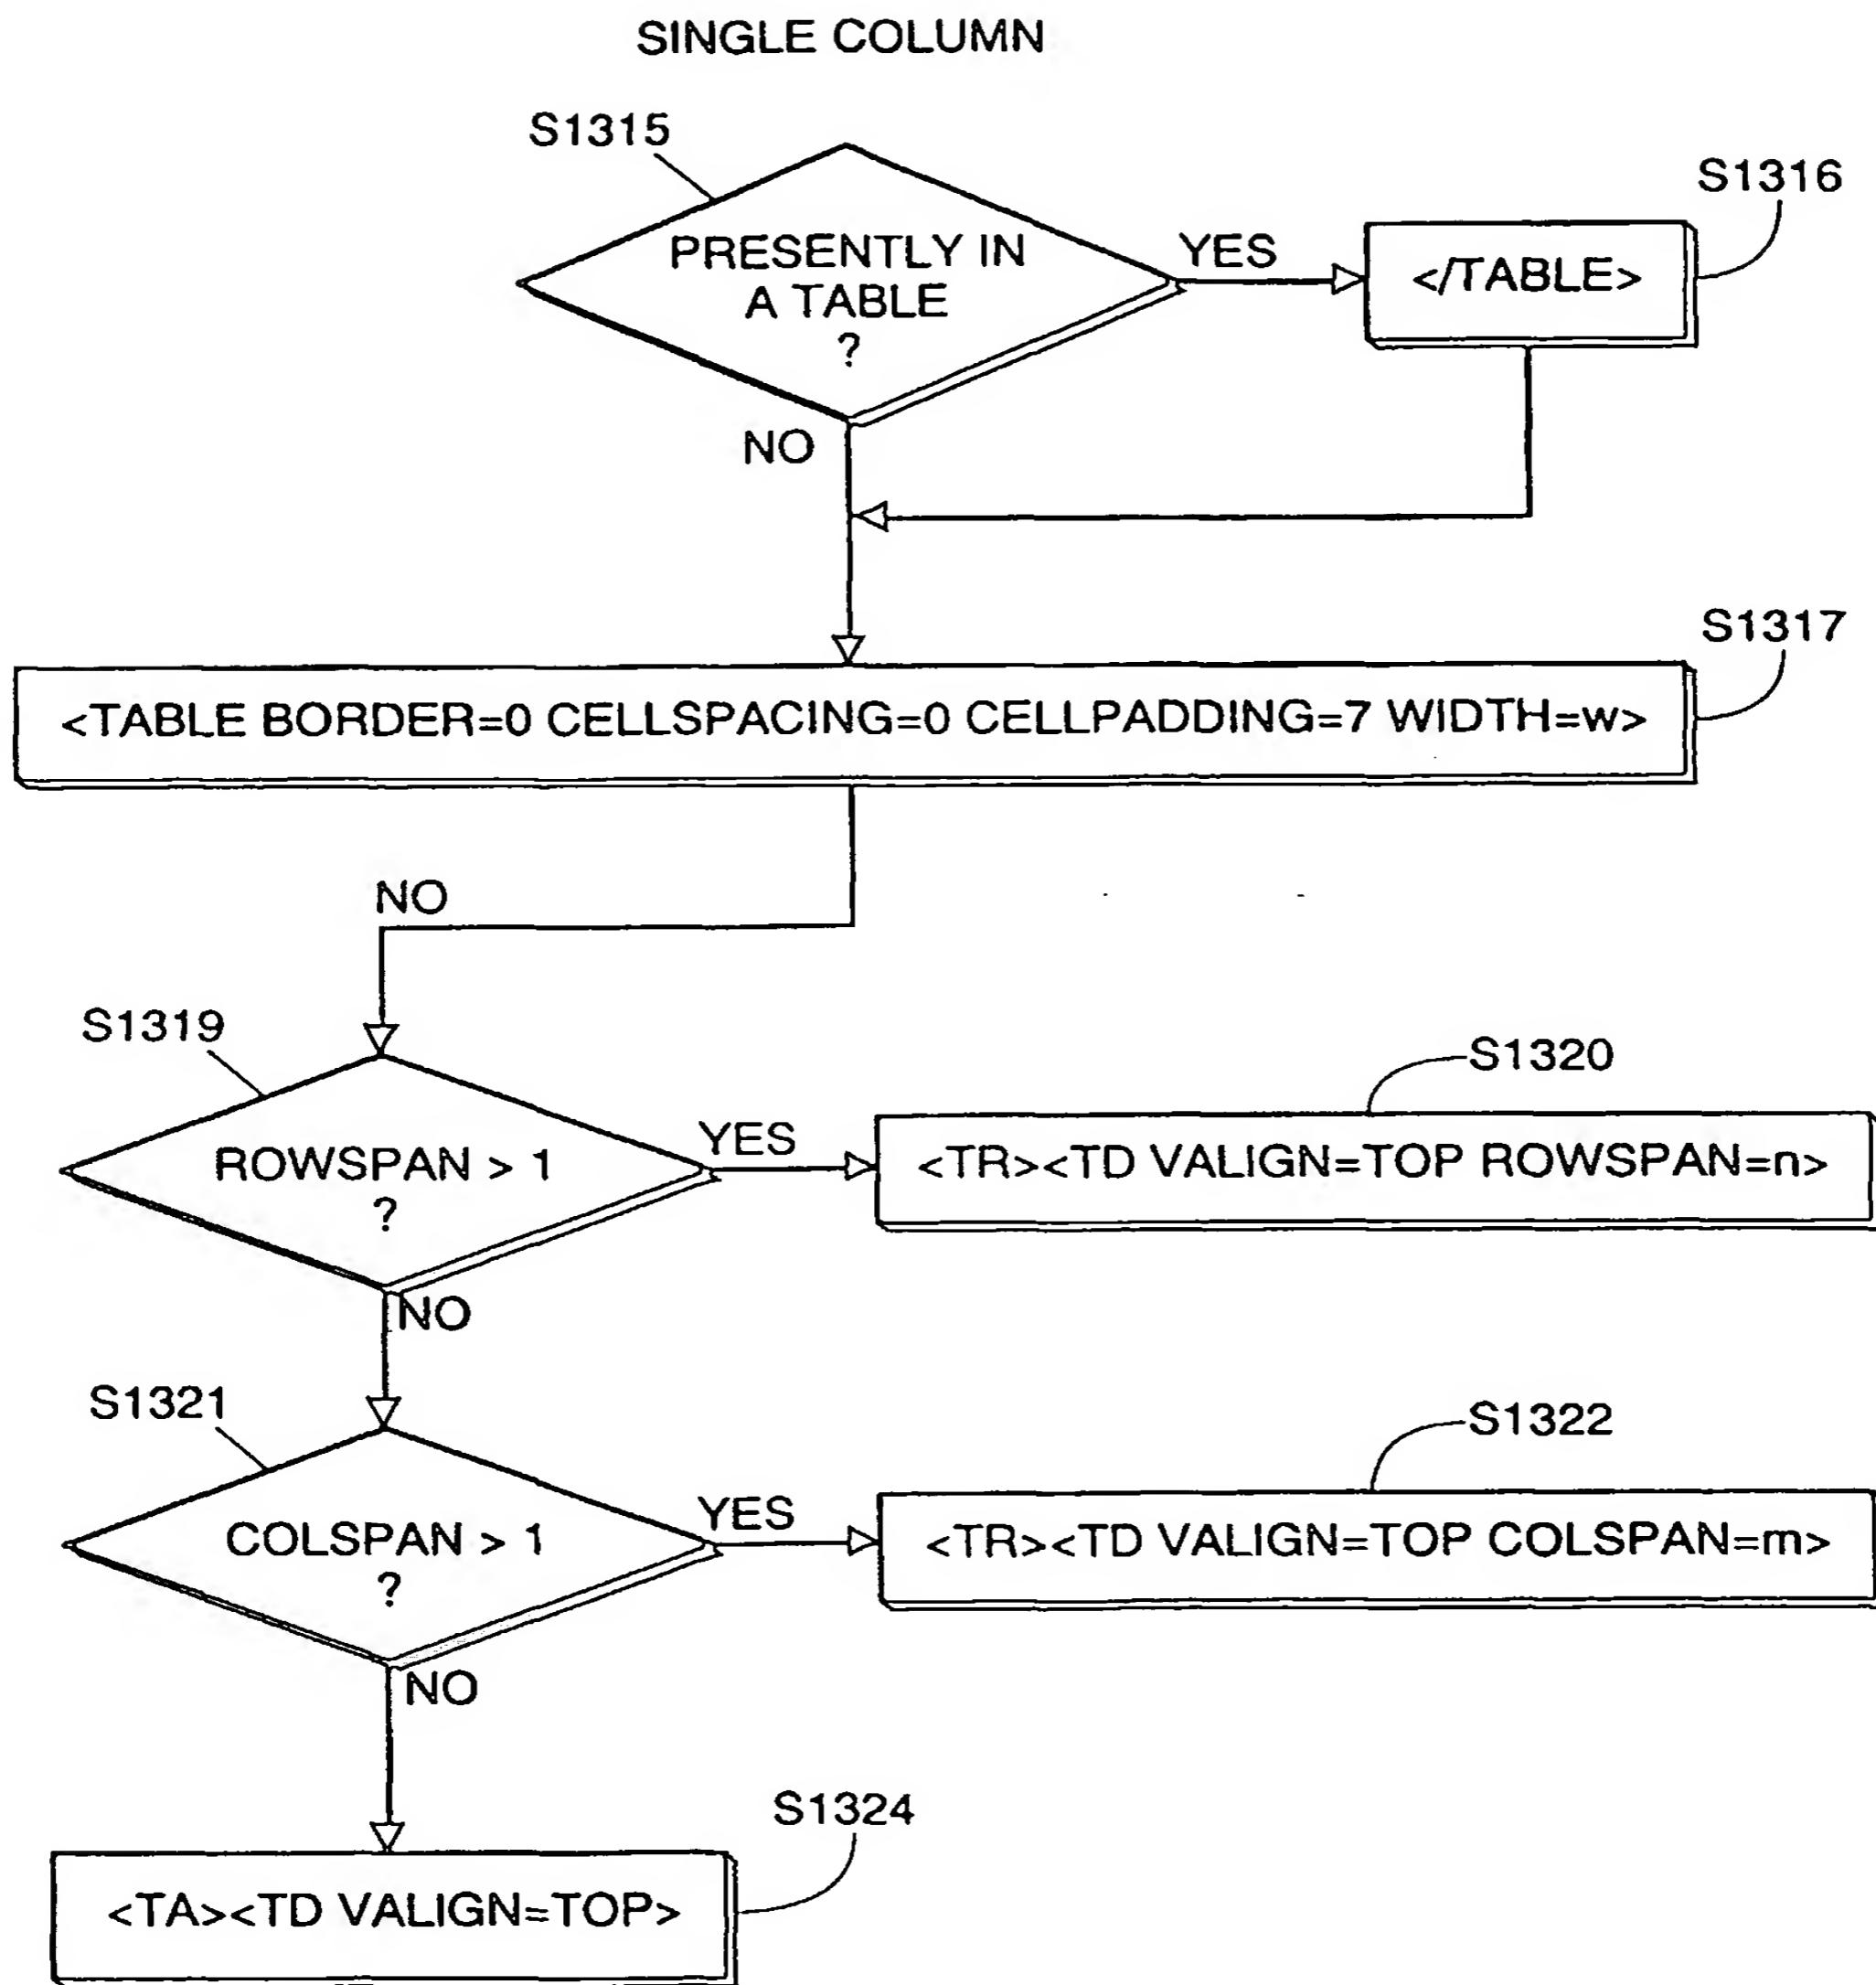 SINGLE COLUMN
S1315
PRESENTLY IN
A TABLE
?
YES
S1316
</TABLE>
NO
S1317
<TABLE BORDER=0 CELLSPACING=0 CELLPADDING=7 WIDTH=w>
NO
S1319
ROWSPAN > 1
?
YES
S1320
<TR><TD VALIGN=TOP ROWSPAN=n>
NO
S1321
COLSPAN > 1
?
YES
S1322
<TR><TD VALIGN=TOP COLSPAN=m>
NO
S1324
<TA><TD VALIGN=TOP>